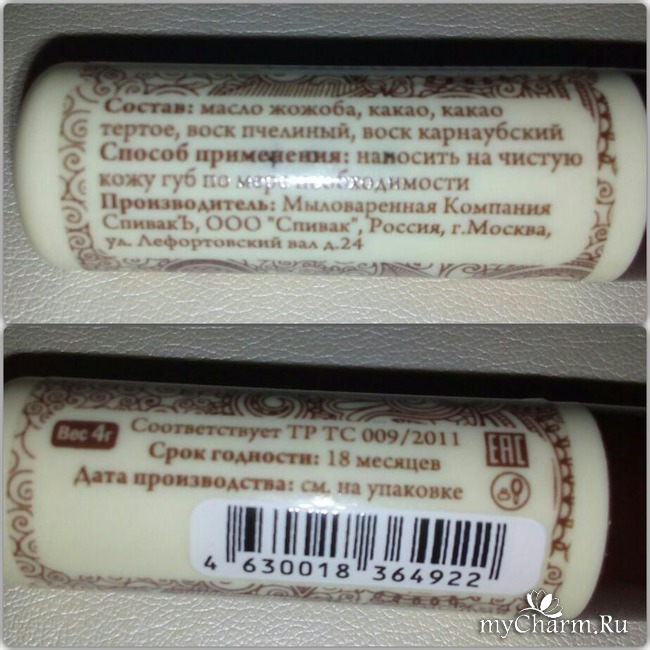 Состав: масло жожоба, какао, какао
тертое, воск пчелиный, воск карнаубский
Способ применения: наносить на чистую
кожу губ по мере необходимости
Производитель: Мыловаренная Компания
СпивакЪ, ООО "Спивак", Россия, г.Москва,
ул. Лефортовский вал д.24
Вес 4г
Соответствует ТР ТС 009/2011
EAC
Срок годности: 18 месяцев
Дата производства: см. на упаковке
4 630018 364922
myCharm.Ru